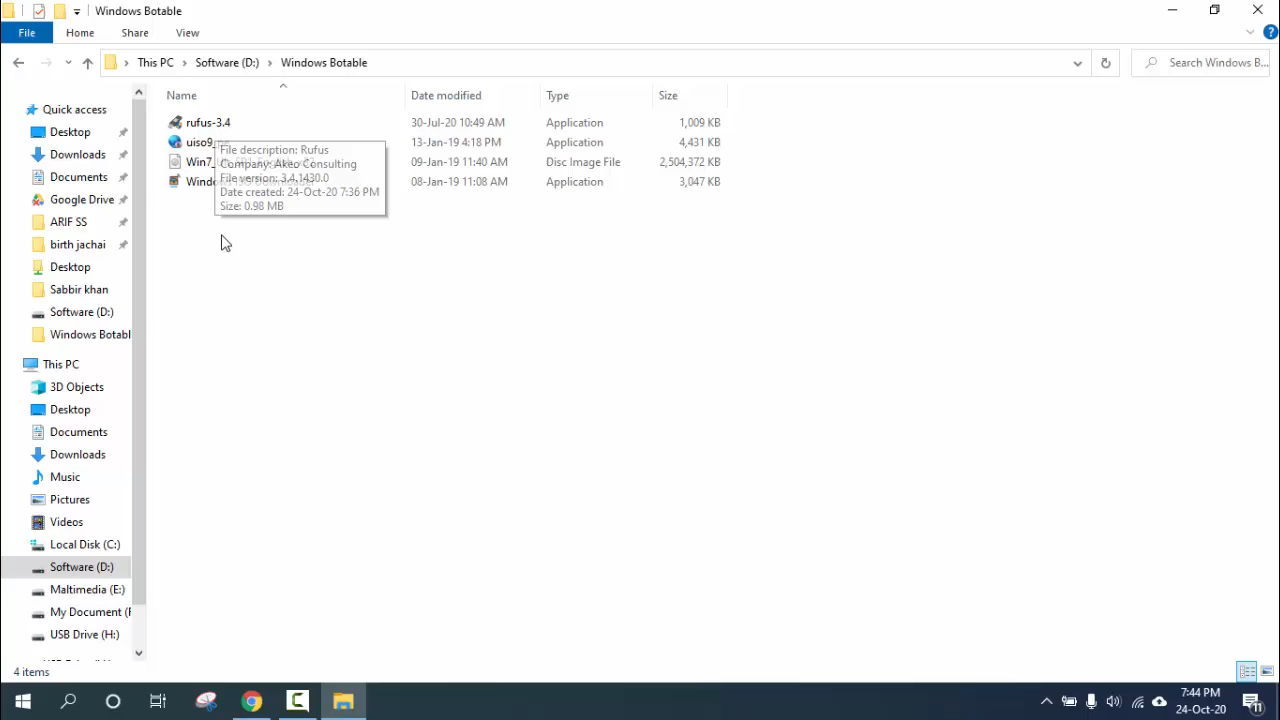 Windows Botable
File Home Share View
This PC Software (D:) Windows Botable
Search Windows B...
Name Date modified Type Size
rufus-3.4 30-Jul-20 10:49 AM Application 1,009 KB
uiso9 13-Jan-19 4:18 PM Application 4,431 KB
Win7_ 09-Jan-19 11:40 AM Disc Image File 2,504,372 KB
Window 08-Jan-19 11:08 AM Application 3,047 KB
File description: Rufus
Company: Akeo Consulting
File version: 3.4.1430.0
Date created: 24-Oct-20 7:36 PM
Size: 0.98 MB
Quick access
Desktop
Downloads
Documents
Google Drive
ARIF SS
birth jachai
Desktop
Sabbir khan
Software (D:)
Windows Botabl
This PC
3D Objects
Desktop
Documents
Downloads
Music
Pictures
Videos
Local Disk (C:)
Software (D:)
Maltimedia (E:)
My Document (F
USB Drive (H:)
4 items
7:44 PM
24-Oct-20
11